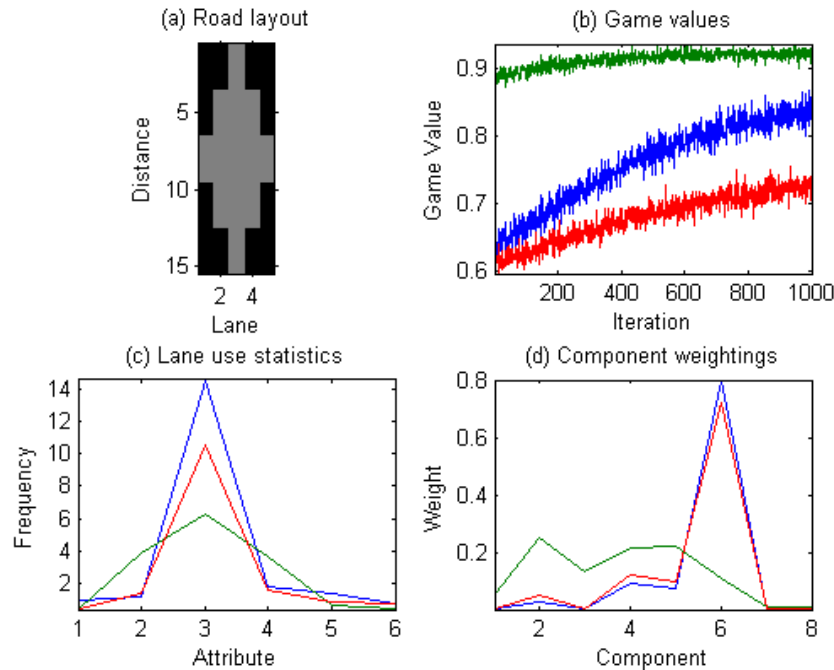 (a) Road layout
5
10
15
Distance
2 4
Lane
(b) Game values
0.9
0.8
0.7
0.6
Game Value
200 400 600 800 1000
Iteration
(c) Lane use statistics
14
12
10
8
6
4
2
Frequency
1 2 3 4 5 6
Attribute
(d) Component weightings
0.8
0.6
0.4
0.2
Weight
2 4 6 8
Component